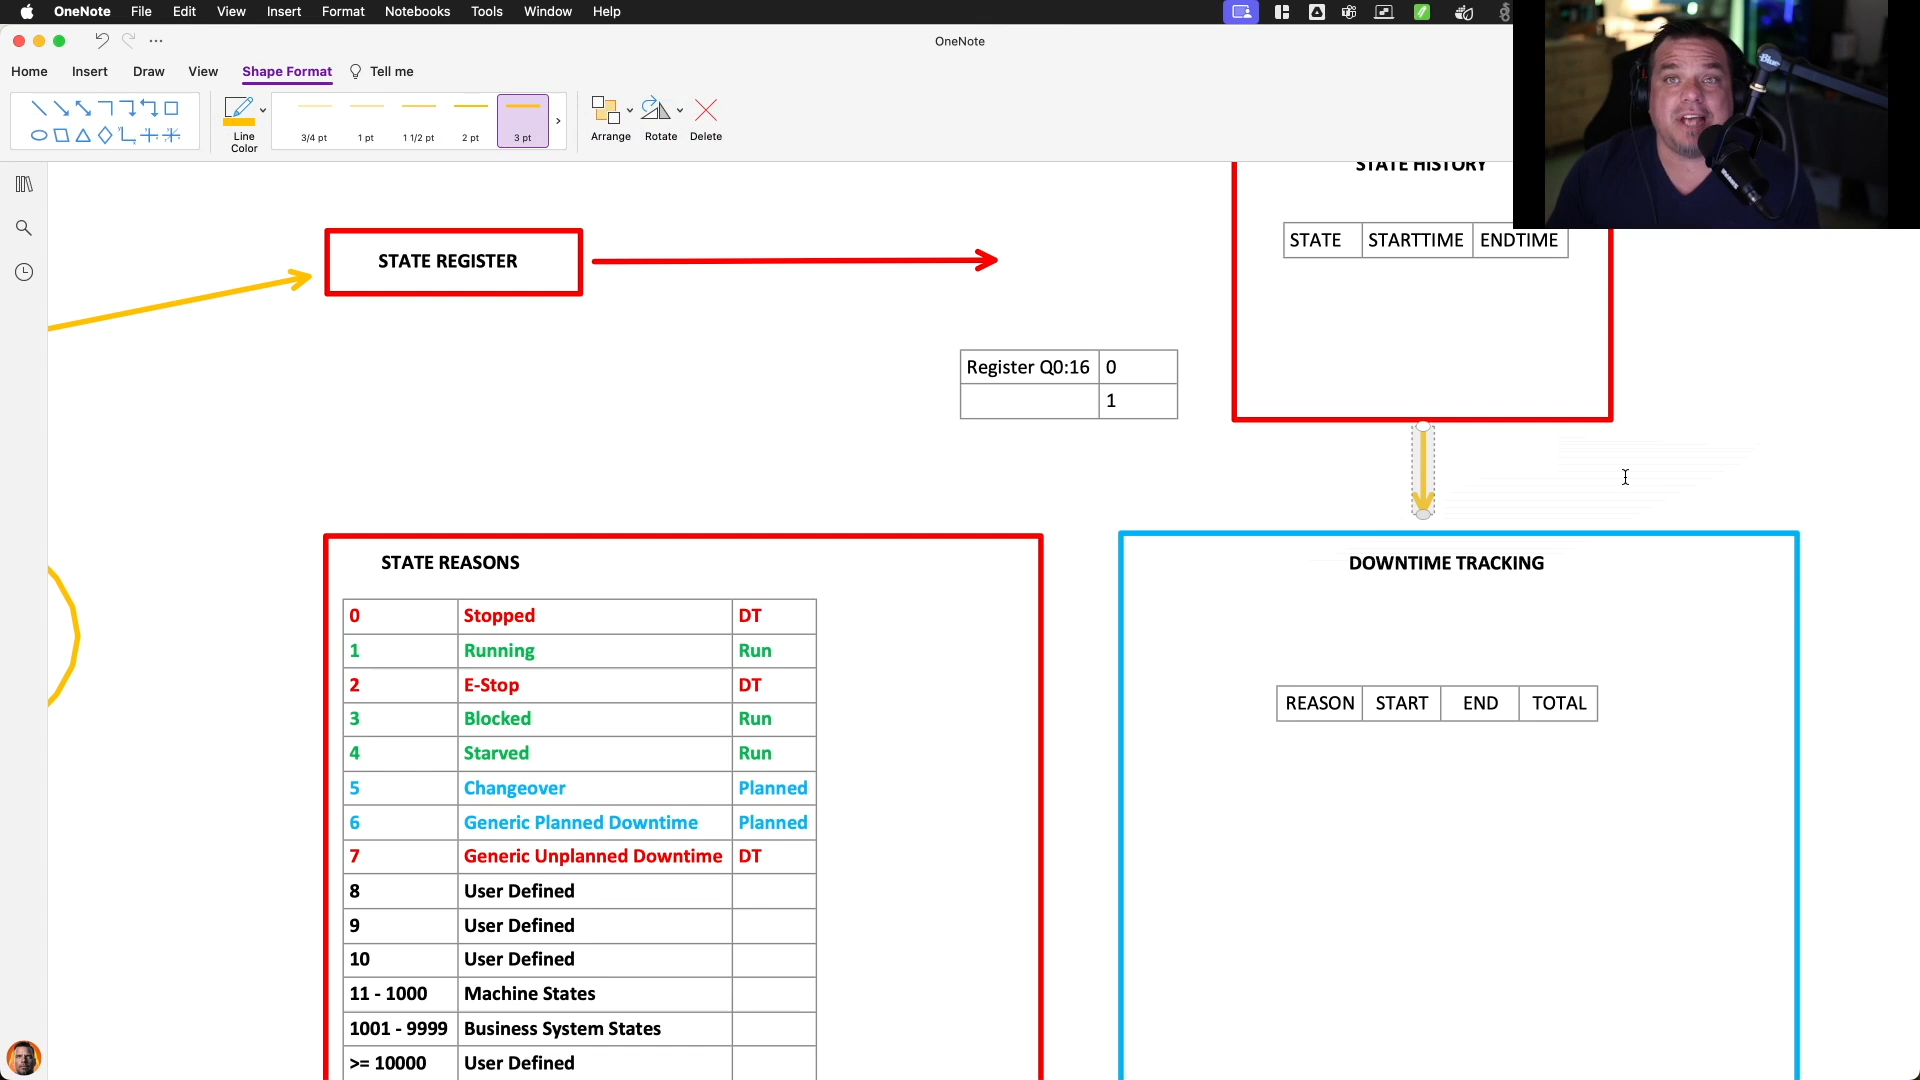 OneNote File Edit View Insert Format Notebooks Tools Window Help
OneNote
Home Insert Draw View Shape Format Tell me
3/4 pt 1 pt 1 1/2 pt 2 pt 3 pt
Line Color
Arrange Rotate Delete
STATE HISTORY
STATE STARTTIME ENDTIME
STATE REGISTER
Register Q0:16 0
1
STATE REASONS
0 Stopped DT
1 Running Run
2 E-Stop DT
3 Blocked Run
4 Starved Run
5 Changeover Planned
6 Generic Planned Downtime Planned
7 Generic Unplanned Downtime DT
8 User Defined
9 User Defined
10 User Defined
11 - 1000 Machine States
1001 - 9999 Business System States
>= 10000 User Defined
DOWNTIME TRACKING
REASON START END TOTAL